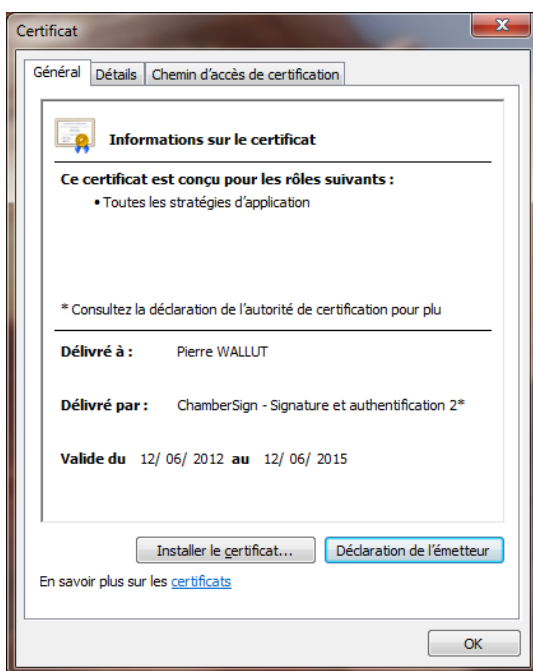 Certificat
Général Détails Chemin d'accès de certification
Informations sur le certificat
Ce certificat est conçu pour les rôles suivants :
• Toutes les stratégies d'application
* Consultez la déclaration de l'autorité de certification pour plu
Délivré à : Pierre WALLUT
Délivré par : ChamberSign - Signature et authentification 2*
Valide du 12/ 06/ 2012 au 12/ 06/ 2015
Installer le certificat... Déclaration de l'émetteur
En savoir plus sur les certificats
OK